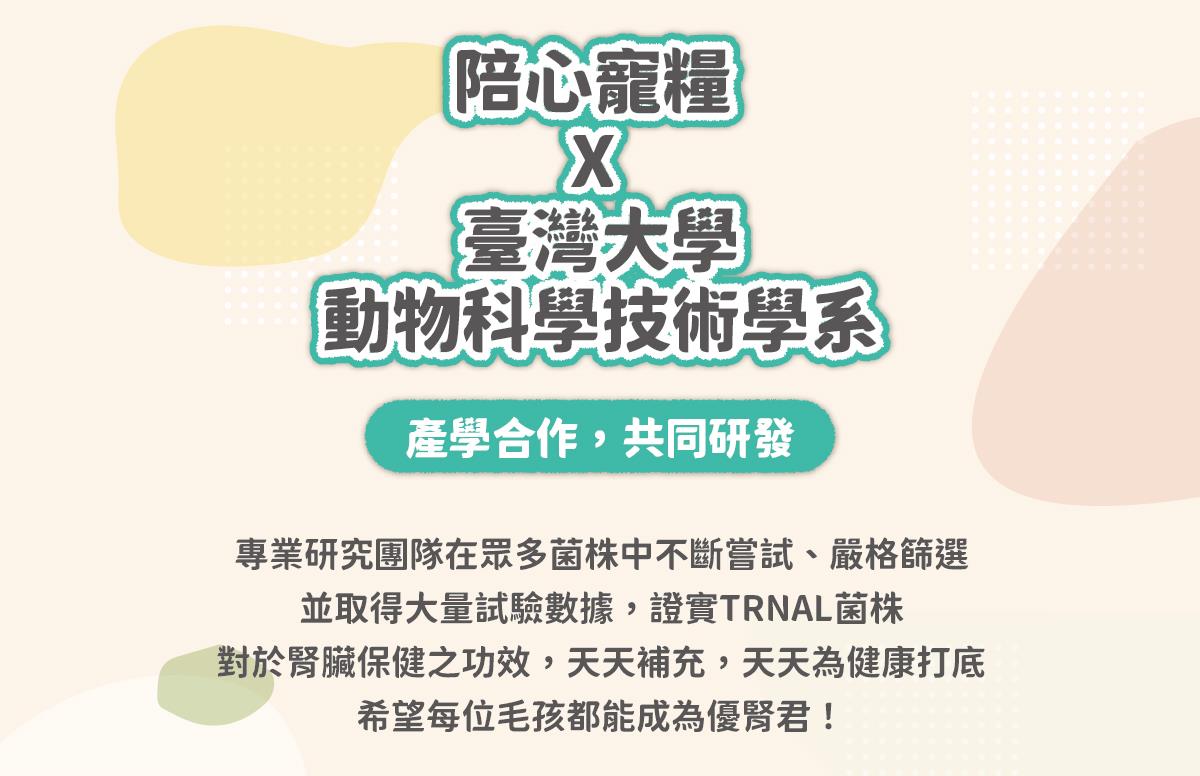 陪心寵糧
X
臺灣大學
動物科學技術學系
產學合作，共同研發
專業研究團隊在眾多菌株中不斷嘗試、嚴格篩選
並取得大量試驗數據，證實TRNAL菌株
對於腎臟保健之功效，天天補充，天天為健康打底
希望每位毛孩都能成為優腎君！